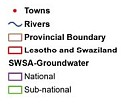 Towns
Rivers
Provincial Boundary
Lesotho and Swaziland
SWSA-Groundwater
National
Sub-national